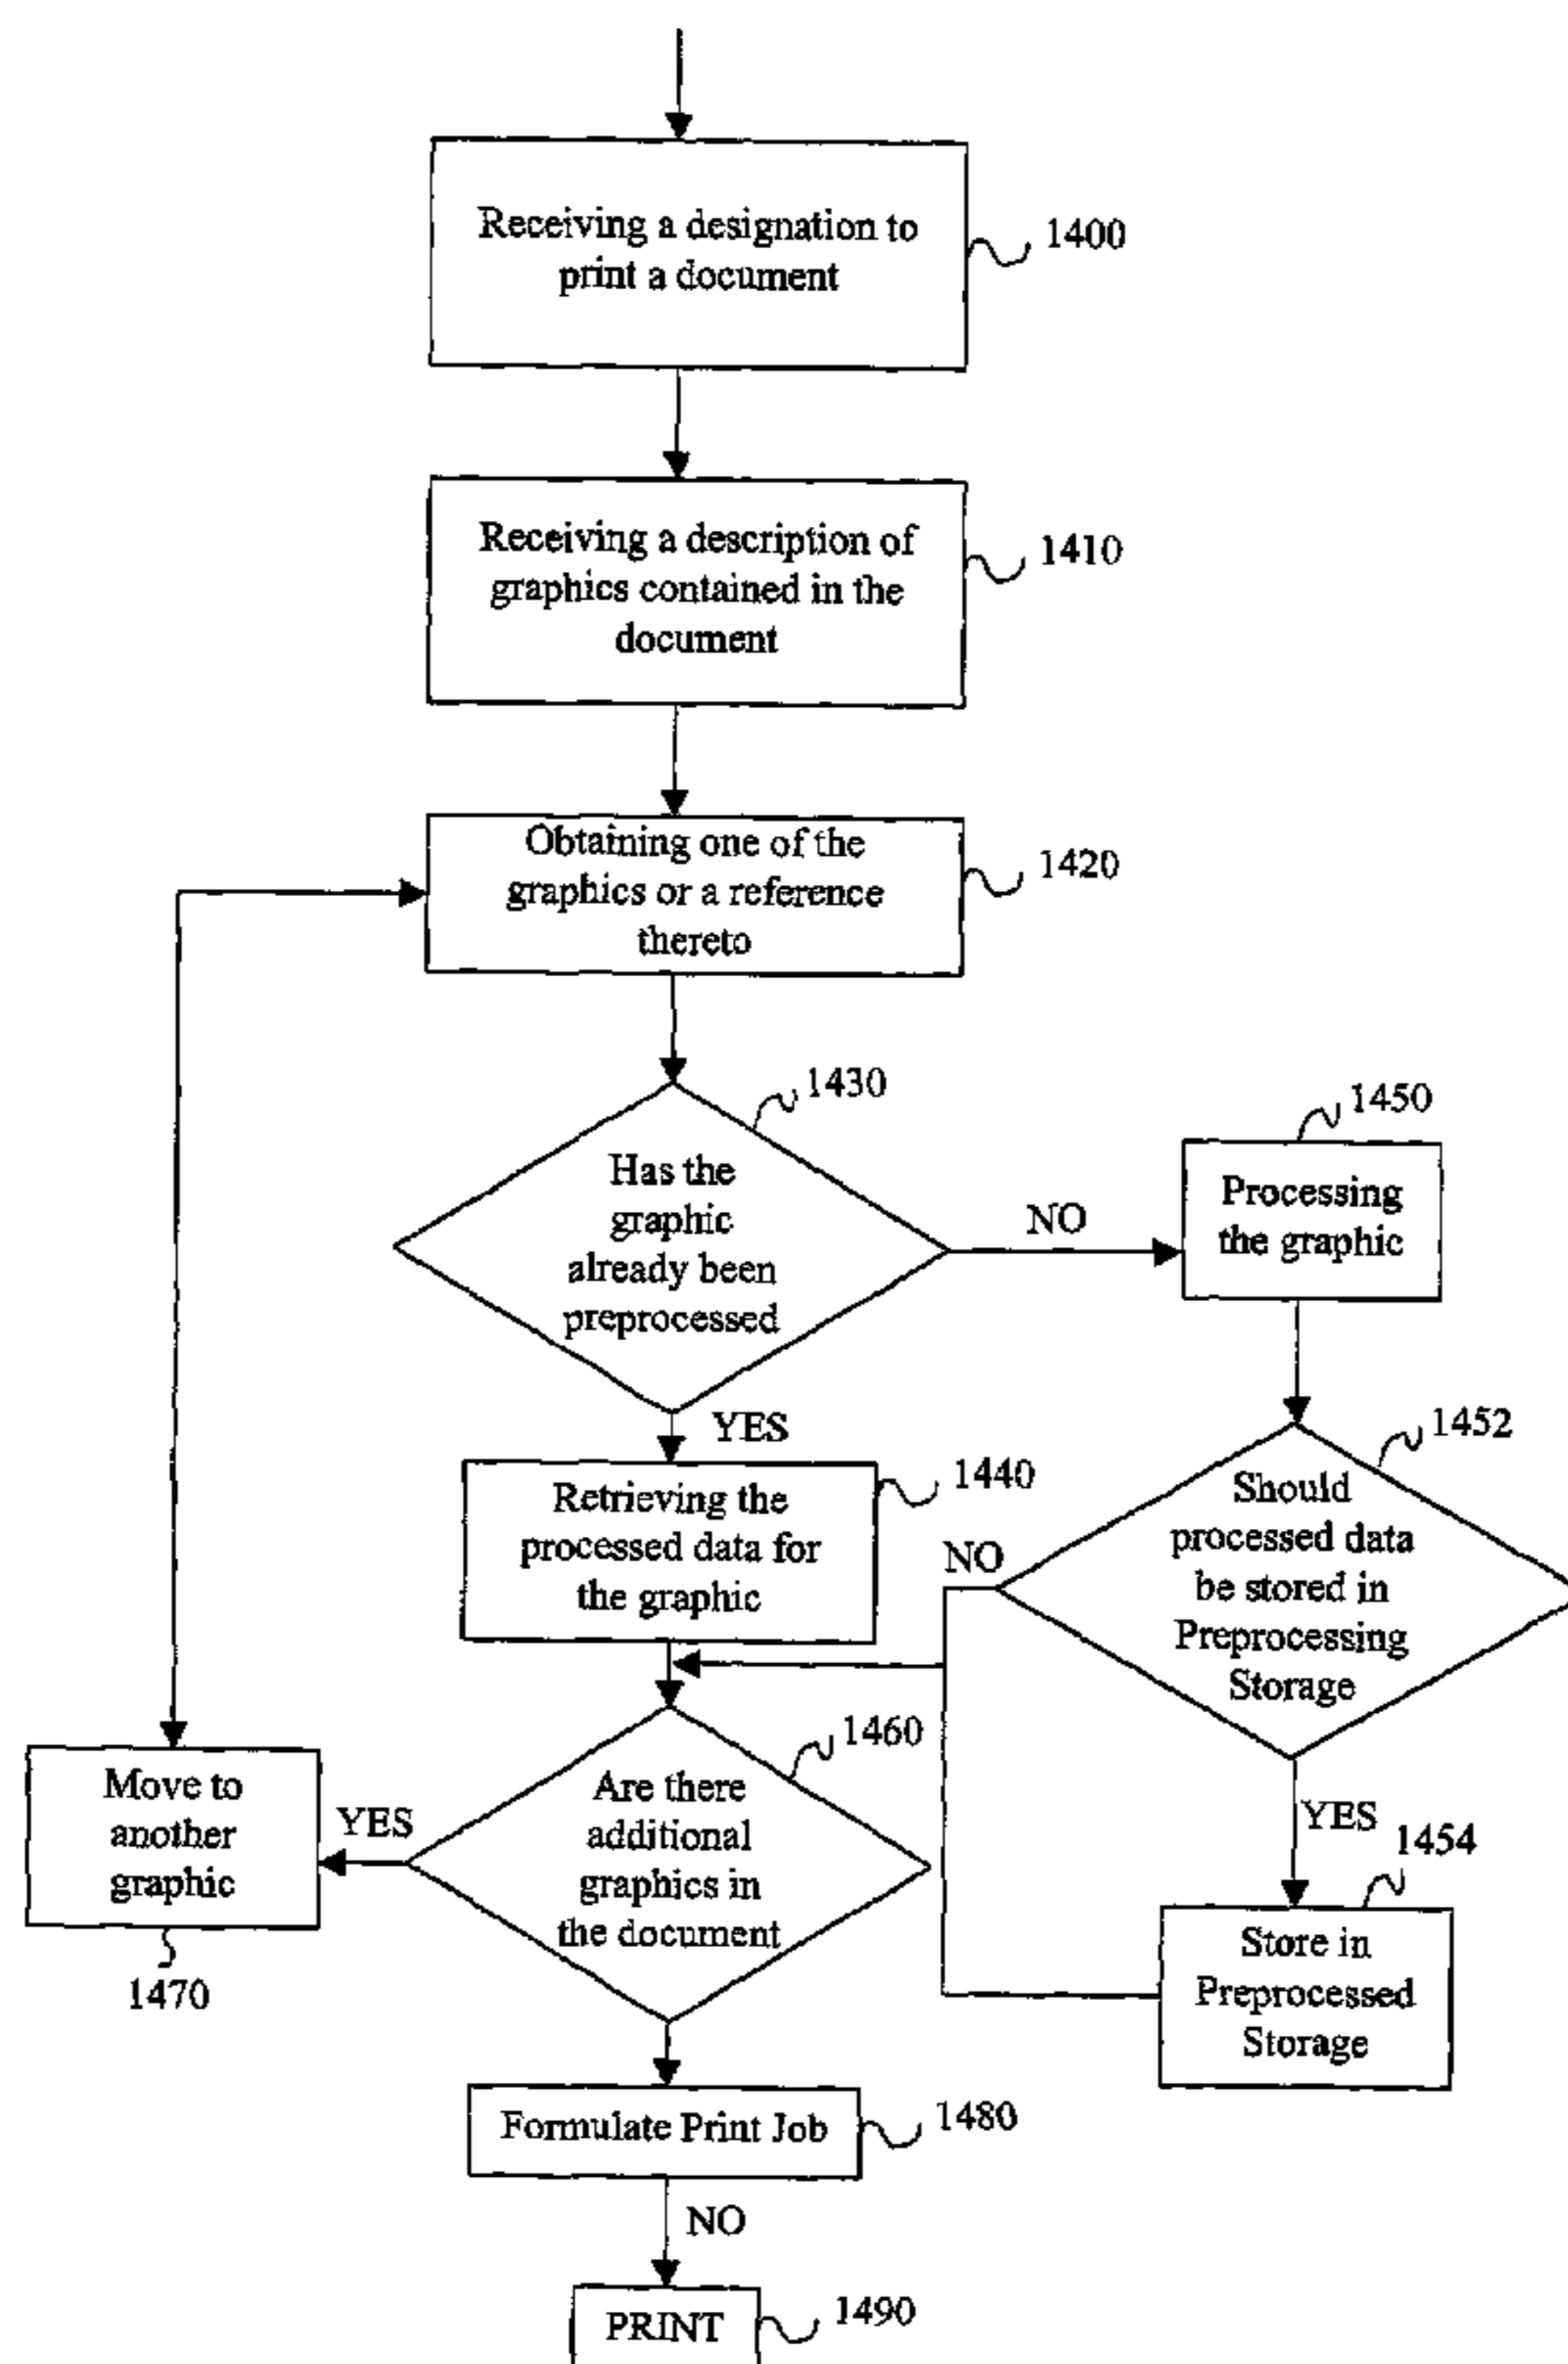 Receiving a designation to
print a document
1400
Receiving a description of
graphics contained in the
document
1410
Obtaining one of the
graphics or a reference
thereto
1420
Has the
graphic
already been
preprocessed
1430
NO
1450
Processing
the graphic
YES
1452
Should
processed data
be stored in
Preprocessing
Storage
NO
Retrieving the
processed data for
the graphic
1440
1460
Are there
additional
graphics in
the document
YES
Move to
another
graphic
1470
YES
1454
Store in
Preprocessed
Storage
Formulate Print Job
1480
NO
PRINT
1490